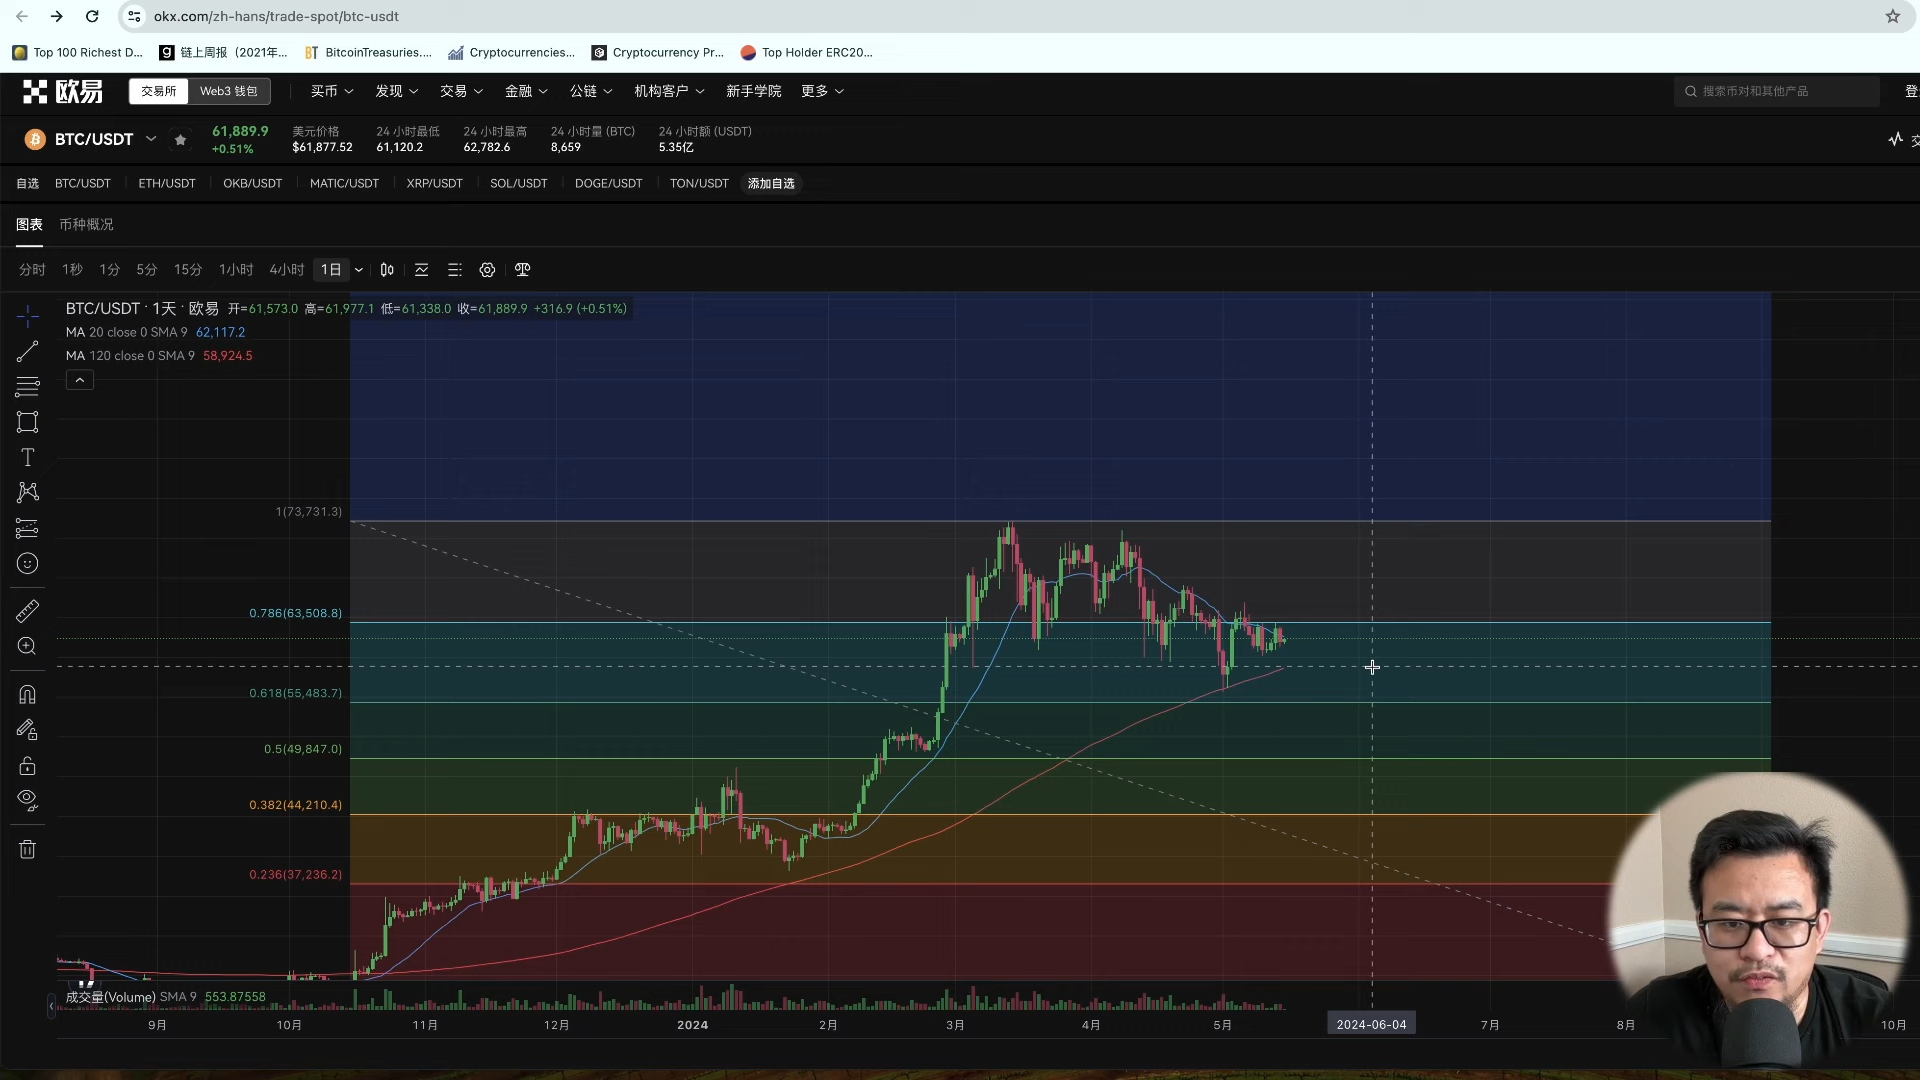 okx.com/zh-hans/trade-spot/btc-usdt
Top 100 Richest D... 链上周报（2021年... BitcoinTreasuries.... Cryptocurrencies... Cryptocurrency Pr... Top Holder ERC20...
欧易 交易所 Web3 钱包 买币 发现 交易 金融 公链 机构客户 新手学院 更多 搜索币对和其他产品
BTC/USDT 61,889.9 美元价格 24 小时最低 24 小时最高 24 小时量 (BTC) 24 小时额 (USDT)
+0.51% $61,877.52 61,120.2 62,782.6 8,659 5.35亿
自选 BTC/USDT ETH/USDT OKB/USDT MATIC/USDT XRP/USDT SOL/USDT DOGE/USDT TON/USDT 添加自选
图表 币种概况
分时 1秒 1分 5分 15分 1小时 4小时 1日
BTC/USDT · 1天 · 欧易 开=61,573.0 高=61,977.1 低=61,338.0 收=61,889.9 +316.9 (+0.51%)
MA 20 close 0 SMA 9 62,117.2
MA 120 close 0 SMA 9 58,924.5
1(73,731.3)
0.786(63,508.8)
0.618(55,483.7)
0.5(49,847.0)
0.382(44,210.4)
0.236(37,236.2)
成交量(Volume) SMA 9 553.87558
9月 10月 11月 12月 2024 2月 3月 4月 5月 2024-06-04 7月 8月 10月